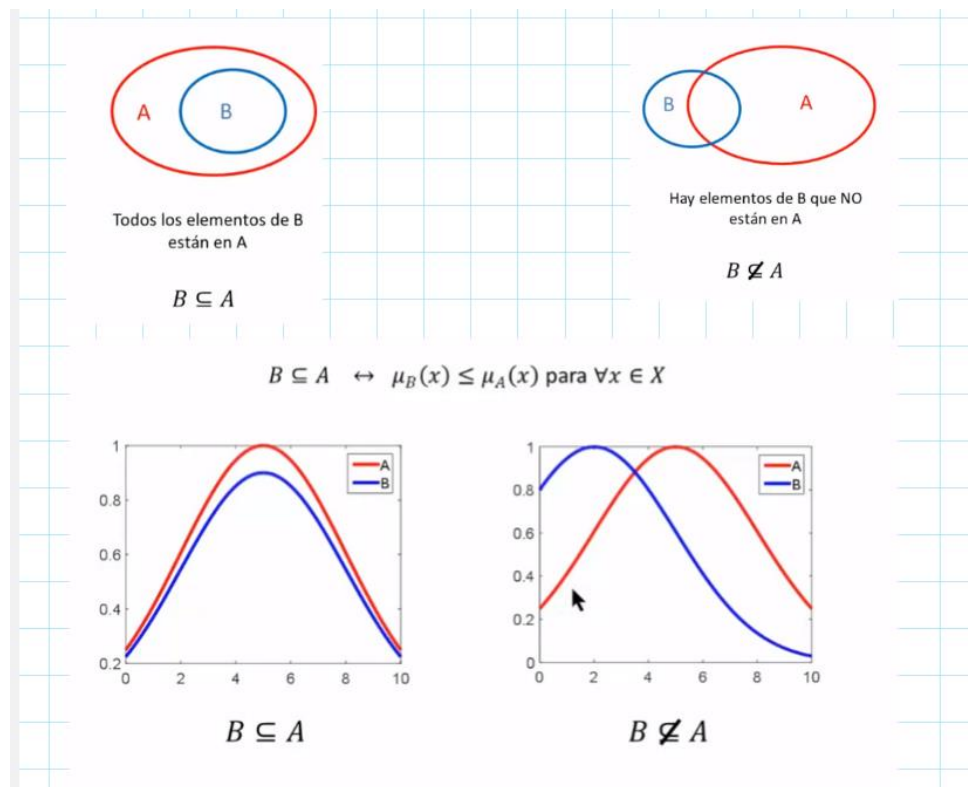 A
B
B
A
Todos los elementos de B
están en A
Hay elementos de B que NO
están en A
B ⊆ A
B ⊈ A
B ⊆ A ↔ μ_B(x) ≤ μ_A(x) para ∀x ∈ X
1
0.8
0.6
0.4
0.2
0 2 4 6 8 10
A
B
1
0.8
0.6
0.4
0.2
0
0 2 4 6 8 10
A
B
B ⊆ A
B ⊈ A